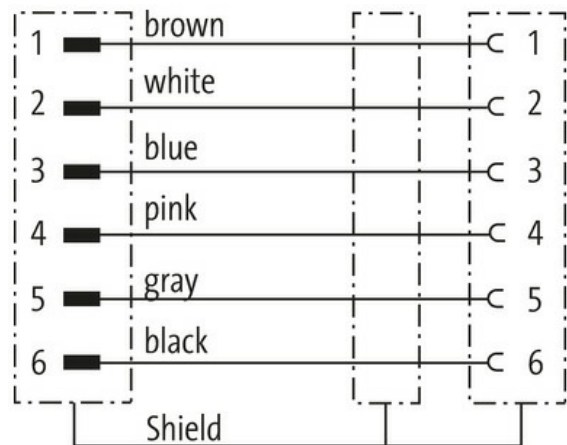 1 brown 1
2 white 2
3 blue 3
4 pink 4
5 gray 5
6 black 6
Shield